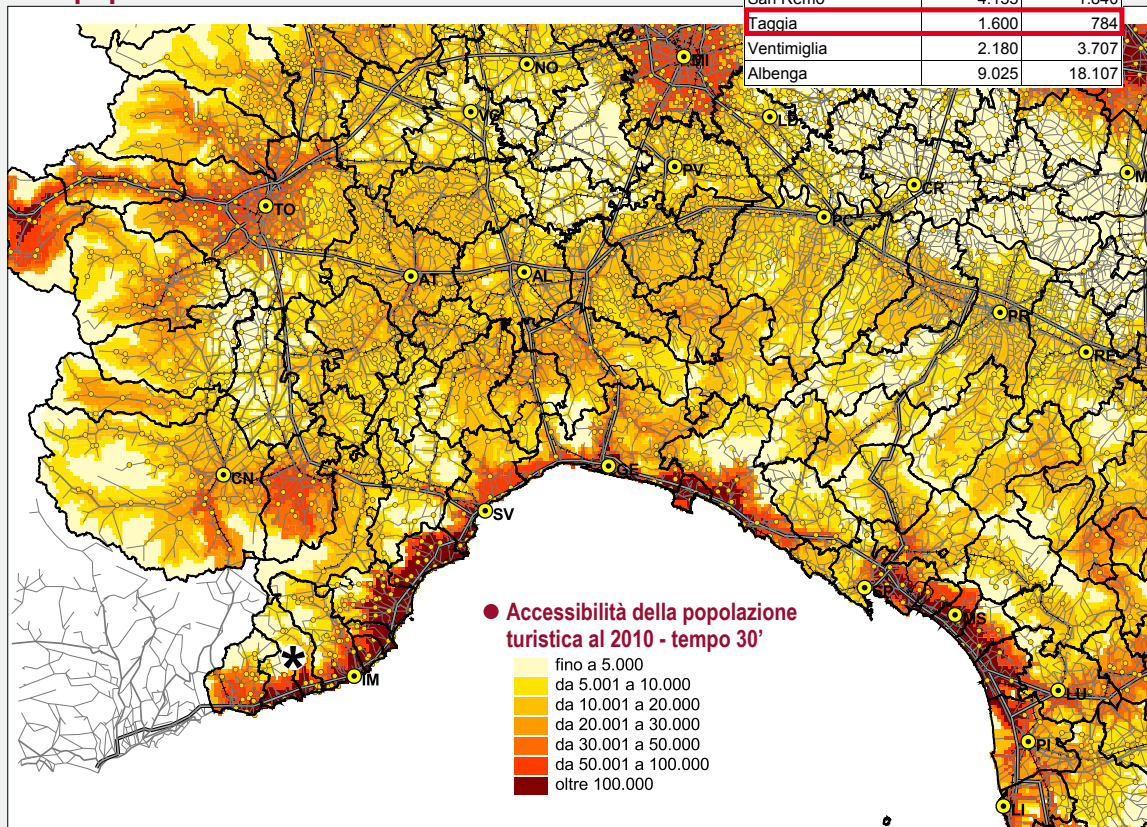 Taggia 1.600 784
Ventimiglia 2.180 3.707
Albenga 9.025 18.107
NO
MI
LD
PV
CR
TO
PC
AT
AL
PR
RE
GE
CN
SV
SP
MS
IM
LU
PI
LI
● Accessibilità della popolazione
turistica al 2010 - tempo 30’
fino a 5.000
da 5.001 a 10.000
da 10.001 a 20.000
da 20.001 a 30.000
da 30.001 a 50.000
da 50.001 a 100.000
oltre 100.000
*